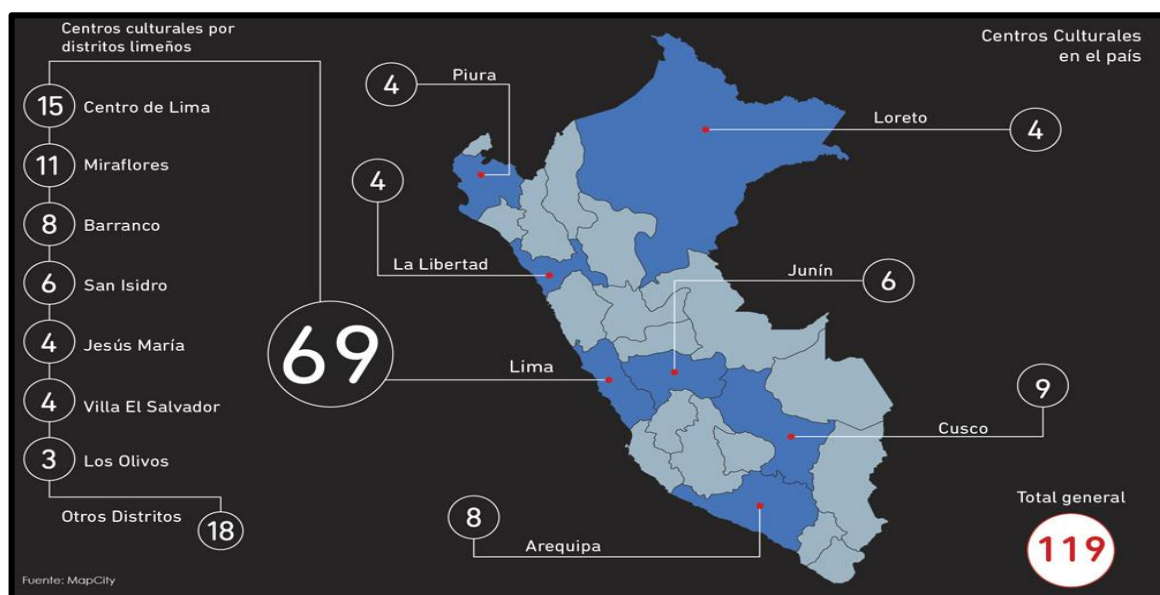 Centros culturales por
distritos limeños
15 Centro de Lima
11 Miraflores
8 Barranco
6 San Isidro
4 Jesús María
4 Villa El Salvador
3 Los Olivos
Otros Distritos 18
Fuente: MapCity
69
Centros Culturales
en el país
4 Piura
Loreto 4
4
La Libertad
Junín 6
Lima
9
Cusco
8
Arequipa
Total general
119